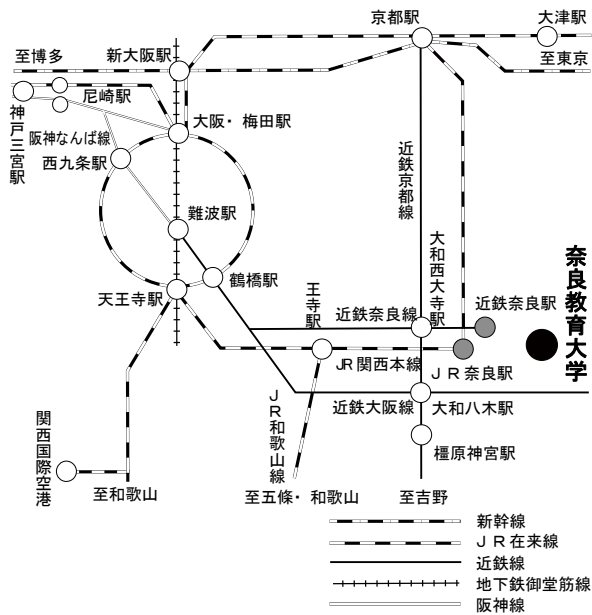 京都駅
大津駅
至博多
新大阪駅
至東京
尼崎駅
神戸三宮駅
大阪・梅田駅
阪神なんば線
西九条駅
近鉄京都線
難波駅
大和西大寺駅
奈良教育大学
鶴橋駅
天王寺駅
王寺駅
近鉄奈良線
近鉄奈良駅
JR関西本線
JR奈良駅
JR和歌山線
近鉄大阪線
大和八木駅
関西国際空港
橿原神宮駅
至和歌山
至五條・和歌山
至吉野
新幹線
JR在来線
近鉄線
地下鉄御堂筋線
阪神線